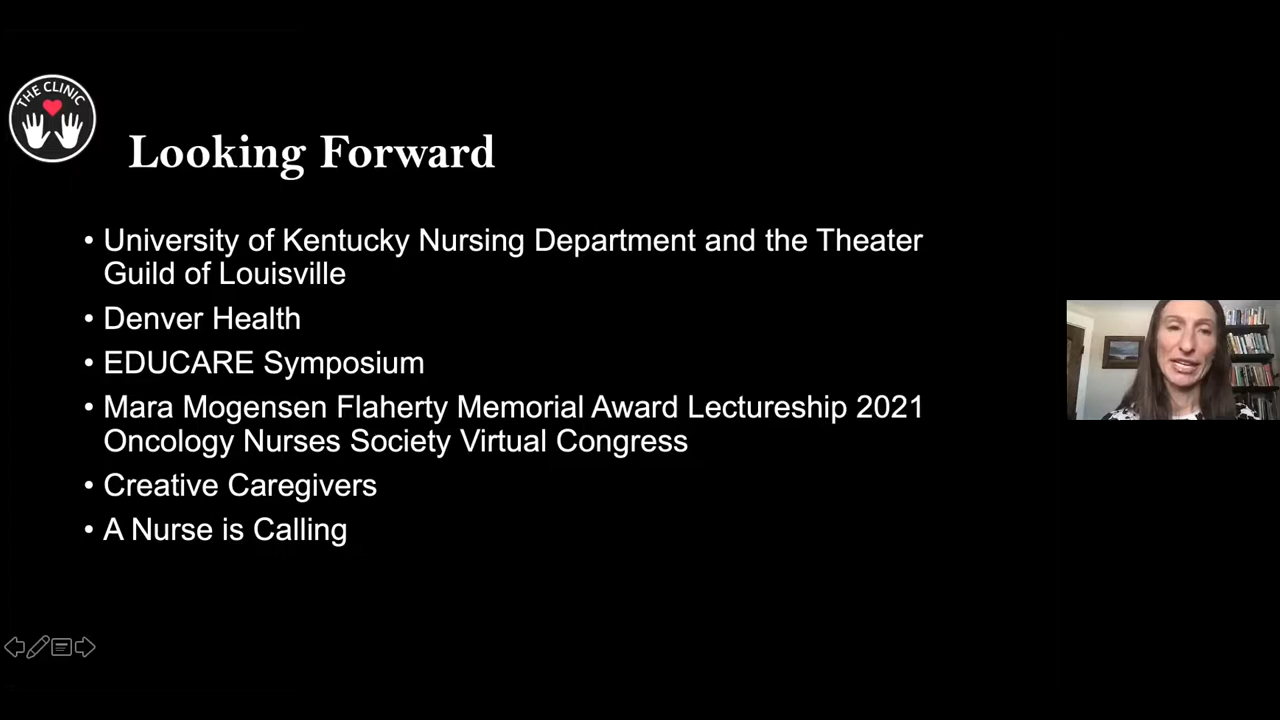 THE CLINIC
Looking Forward
• University of Kentucky Nursing Department and the Theater
Guild of Louisville
• Denver Health
• EDUCARE Symposium
• Mara Mogensen Flaherty Memorial Award Lectureship 2021
Oncology Nurses Society Virtual Congress
• Creative Caregivers
• A Nurse is Calling